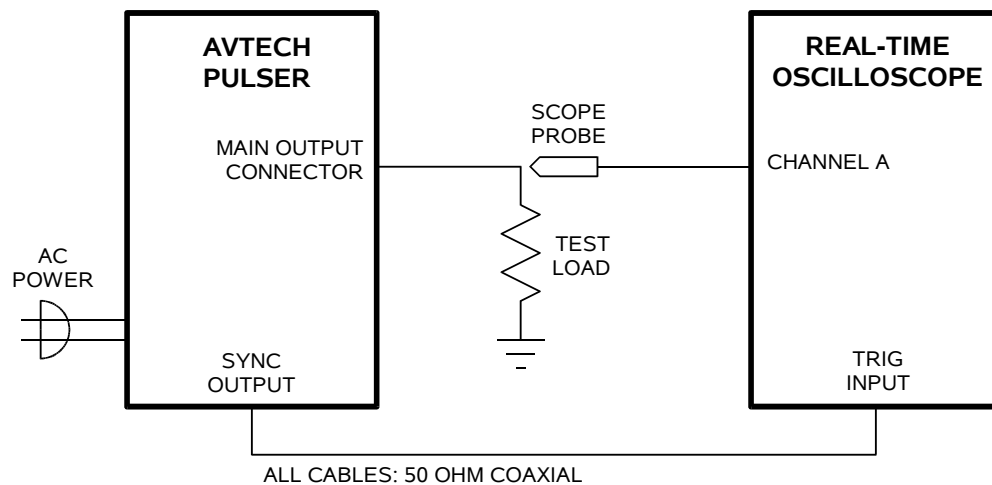 AVTECH
PULSER
MAIN OUTPUT
CONNECTOR
AC
POWER
SYNC
OUTPUT
SCOPE
PROBE
TEST
LOAD
REAL-TIME
OSCILLOSCOPE
CHANNEL A
TRIG
INPUT
ALL CABLES: 50 OHM COAXIAL